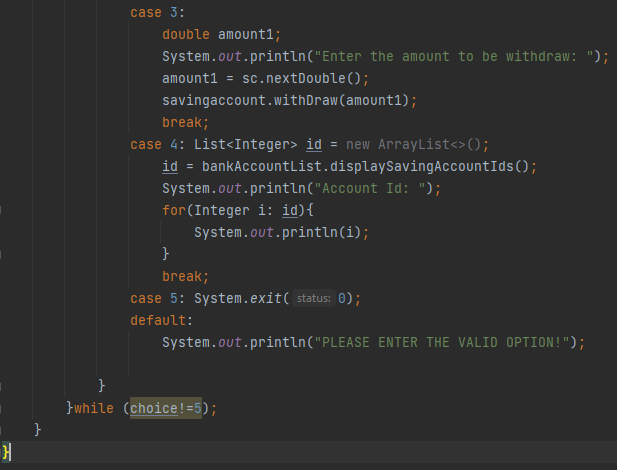 case 3:
double amount1;
System.out.println("Enter the amount to be withdraw: ");
amount1 = sc.nextDouble();
savingaccount.withDraw(amount1);
break;
case 4: List<Integer> id = new ArrayList<>();
id = bankAccountList.displaySavingAccountIds();
System.out.println("Account Id: ");
for(Integer i: id){
System.out.println(i);
}
break;
case 5: System.exit( status: 0);
default:
System.out.println("PLEASE ENTER THE VALID OPTION!");
}
}while (choice!=5);
}
}